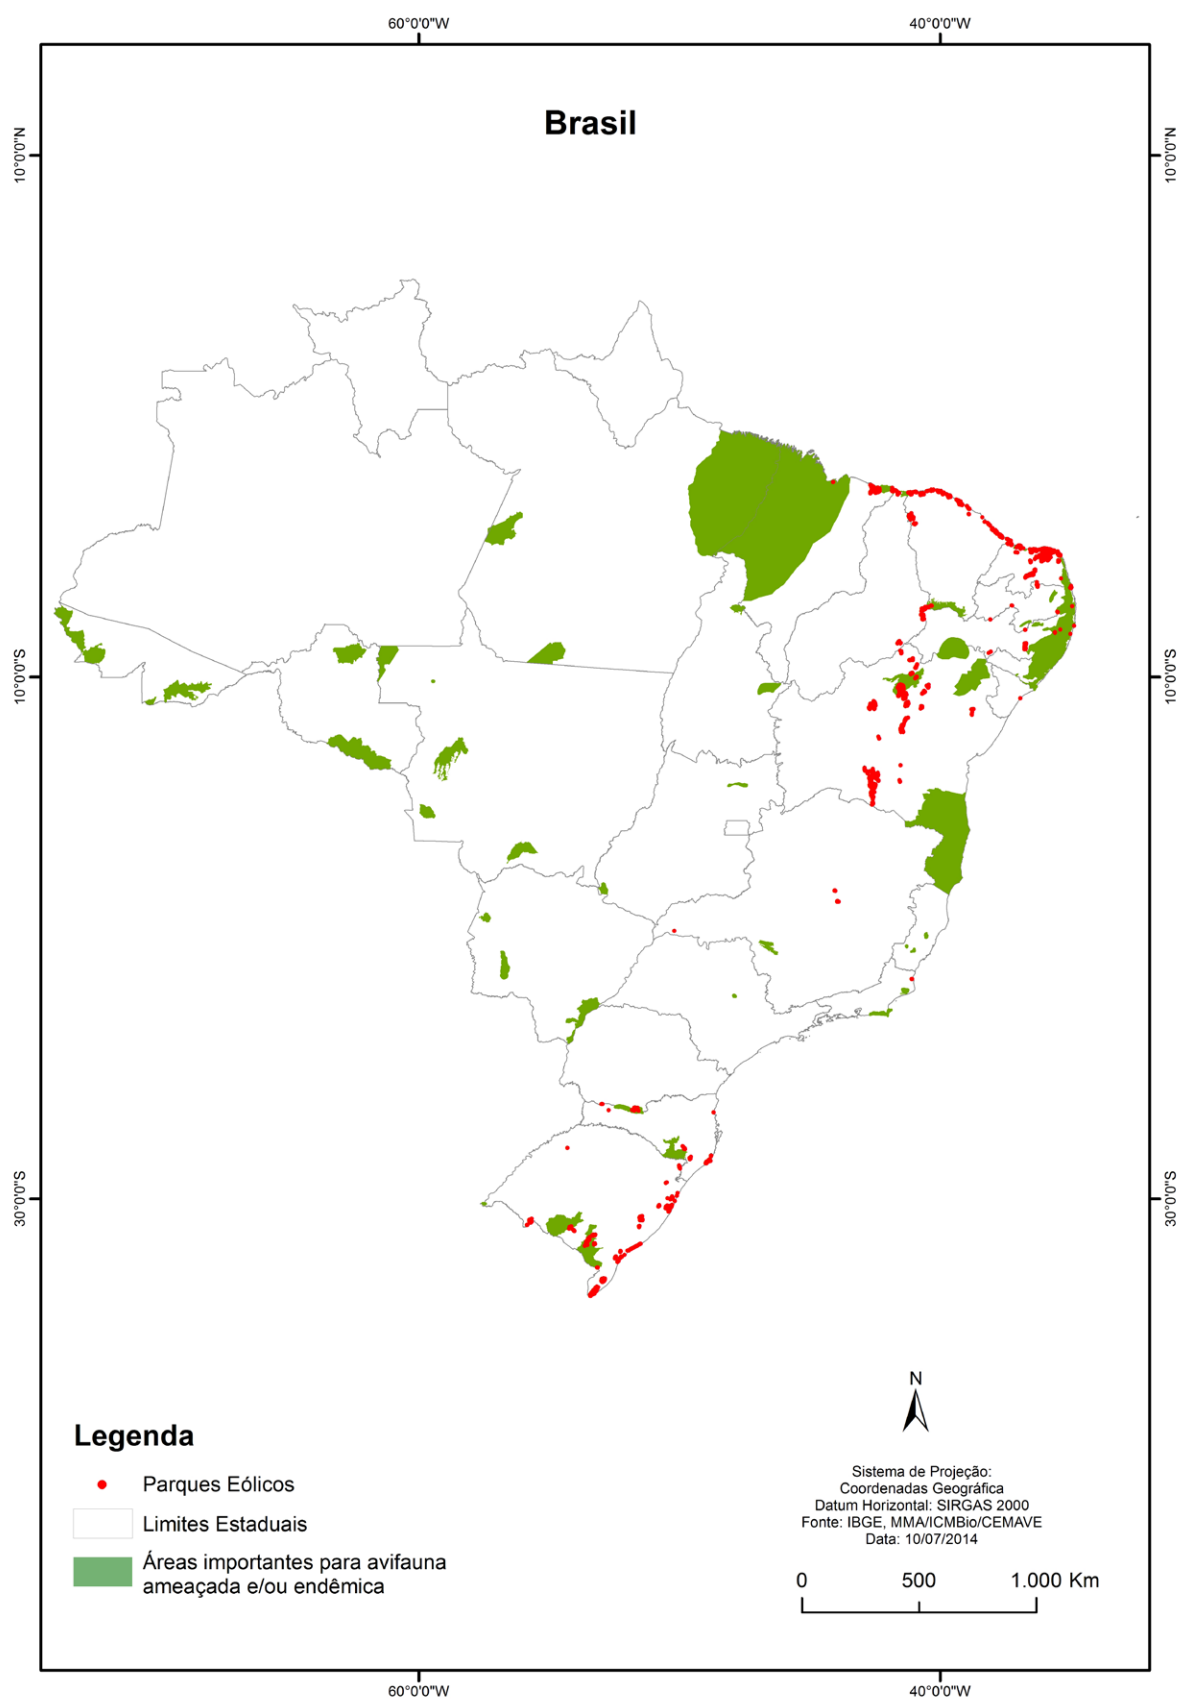 60°0'0"W
40°0'0"W
Brasil
10°0'0"N
10°0'0"N
10°0'0"S
10°0'0"S
30°0'0"S
30°0'0"S
N
Legenda
Parques Eólicos
Limites Estaduais
Áreas importantes para avifauna
ameaçada e/ou endêmica
Sistema de Projeção:
Coordenadas Geográfica
Datum Horizontal: SIRGAS 2000
Fonte: IBGE, MMA/ICMBio/CEMAVE
Data: 10/07/2014
0
500
1.000 Km
60°0'0"W
40°0'0"W